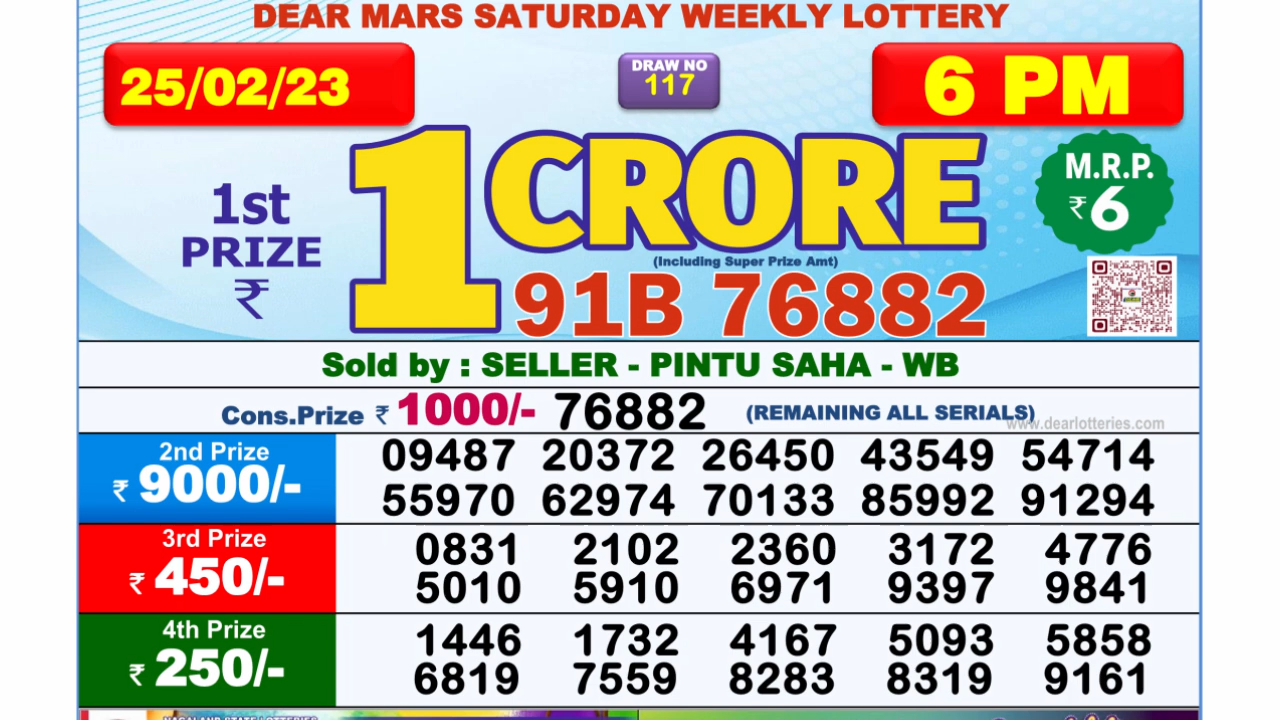 DEAR MARS SATURDAY WEEKLY LOTTERY
25/02/23
DRAW NO
117
6 PM
1st
PRIZE
₹
1 CRORE
(Including Super Prize Amt)
91B 76882
M.R.P.
₹6
Sold by : SELLER - PINTU SAHA - WB
Cons.Prize ₹ 1000/- 76882 (REMAINING ALL SERIALS)
www.dearlotteries.com
2nd Prize
₹ 9000/-
09487 20372 26450 43549 54714
55970 62974 70133 85992 91294
3rd Prize
₹ 450/-
0831 2102 2360 3172 4776
5010 5910 6971 9397 9841
4th Prize
₹ 250/-
1446 1732 4167 5093 5858
6819 7559 8283 8319 9161
NAGALAND STATE LOTTERIES